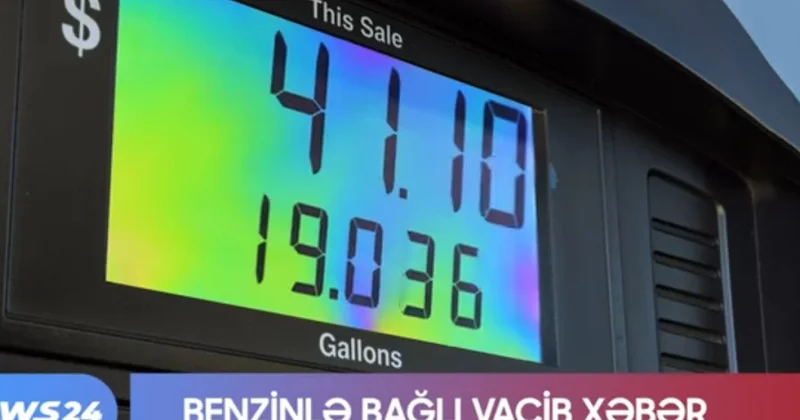 $
This Sale
41.10
19.036
Gallons
WS24
BENZİNLƏ BAĞLI VACİB XƏBƏR